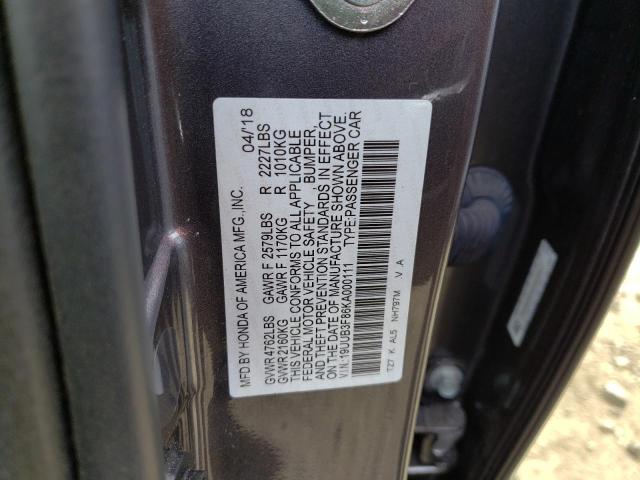 MFD BY HONDA OF AMERICA MFG.,INC. 04/'18
GVWR 4762LBS GAWR F 2579LBS R 2227LBS
GVWR 2160KG GAWR F 1170KG R 1010KG
THIS VEHICLE CONFORMS TO ALL APPLICABLE
FEDERAL MOTOR VEHICLE SAFETY , BUMPER,
AND THEFT PREVENTION STANDARDS IN EFFECT
ON THE DATE OF MANUFACTURE SHOWN ABOVE.
V I N :19UUB3F86KA000111 TYPE:PASSENGER CAR
TZ7 K AL5 NH797M V A